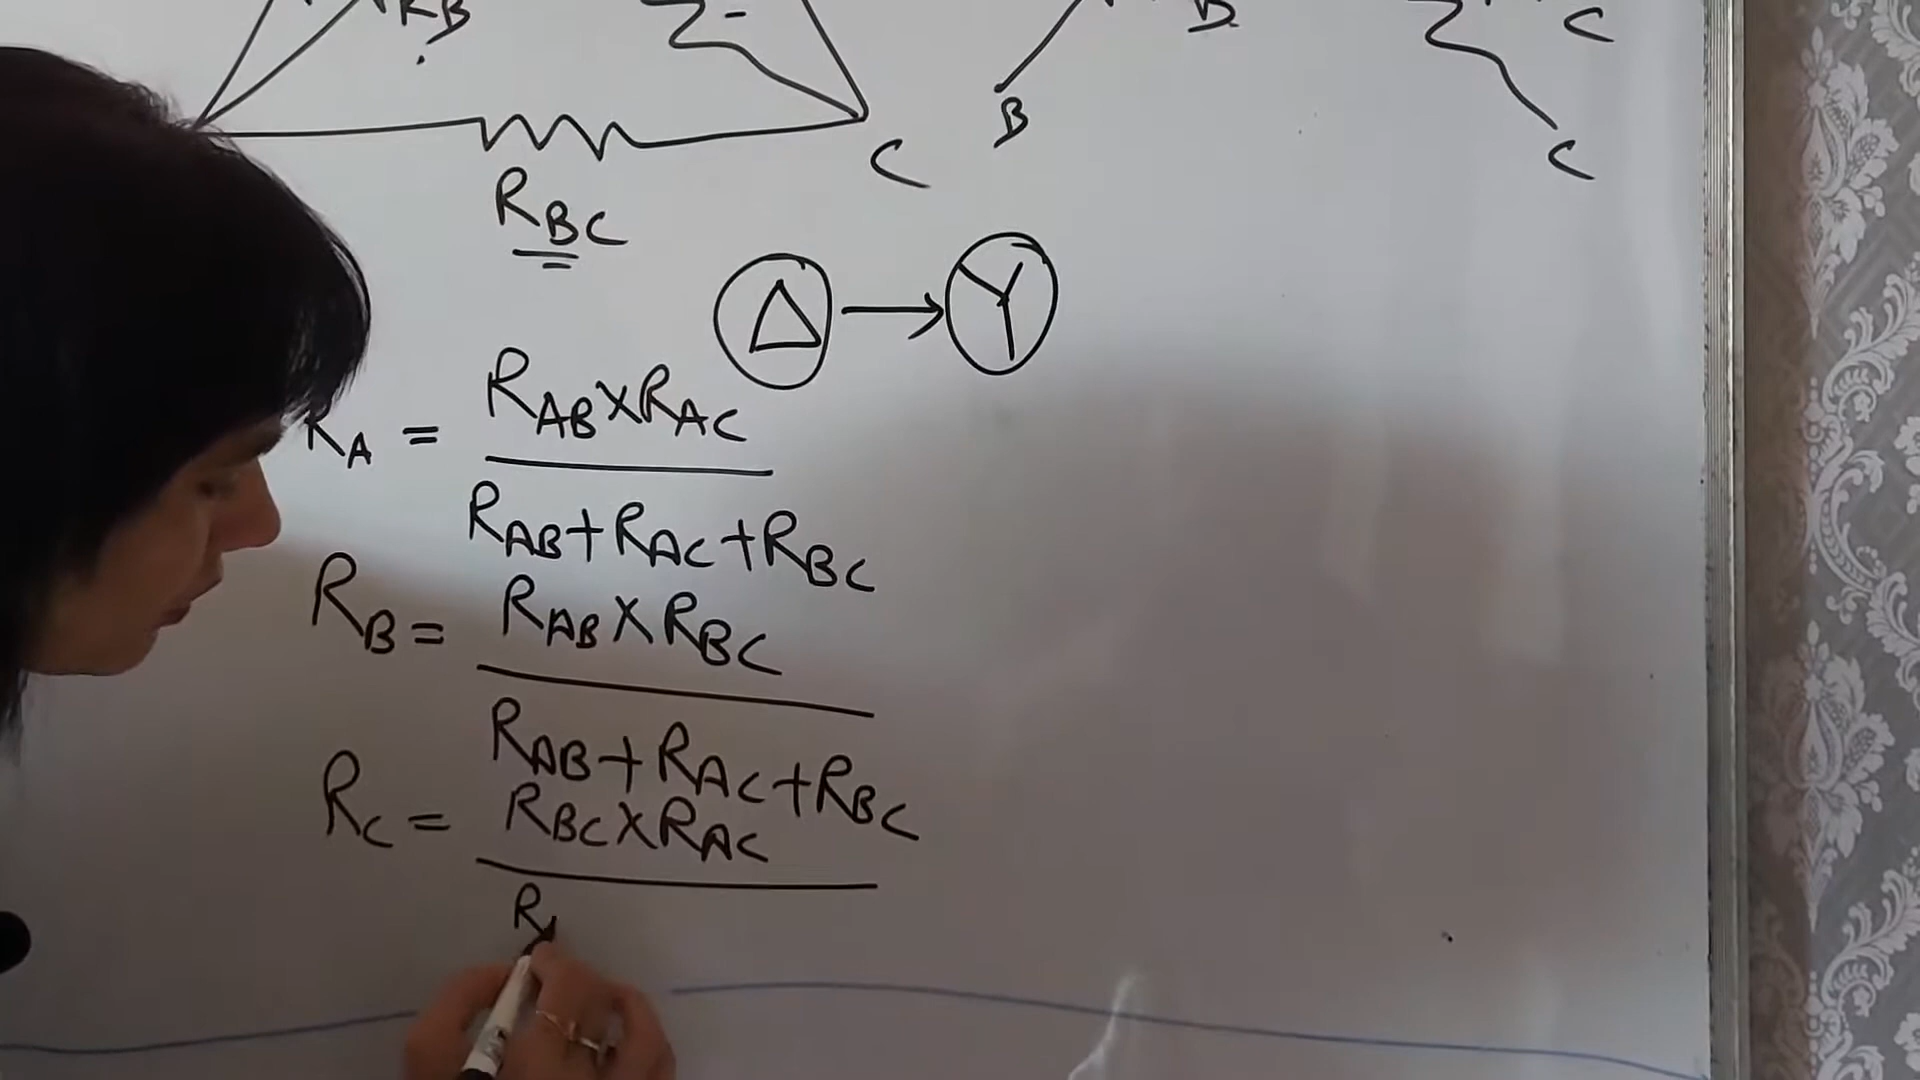 RB
B
C
B
C
C
RBC
Δ → Y
RA = RAB×RAC
RAB+RAC+RBC
RB = RAB×RBC
RAB+RAC+RBC
RC = RBC×RAC
R